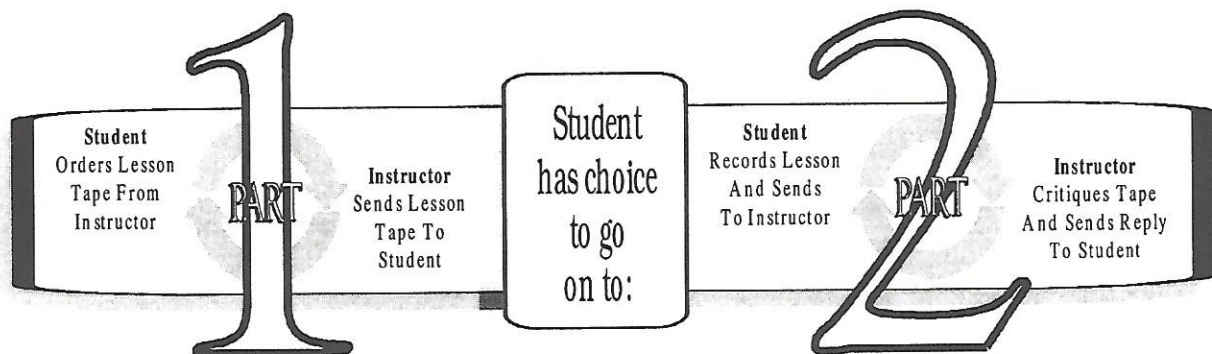 1
PART
Student
Orders Lesson
Tape From
Instructor
Instructor
Sends Lesson
Tape To
Student
Student
has choice
to go
on to:
2
PART
Student
Records Lesson
And Sends
To Instructor
Instructor
Critiques Tape
And Sends Reply
To Student